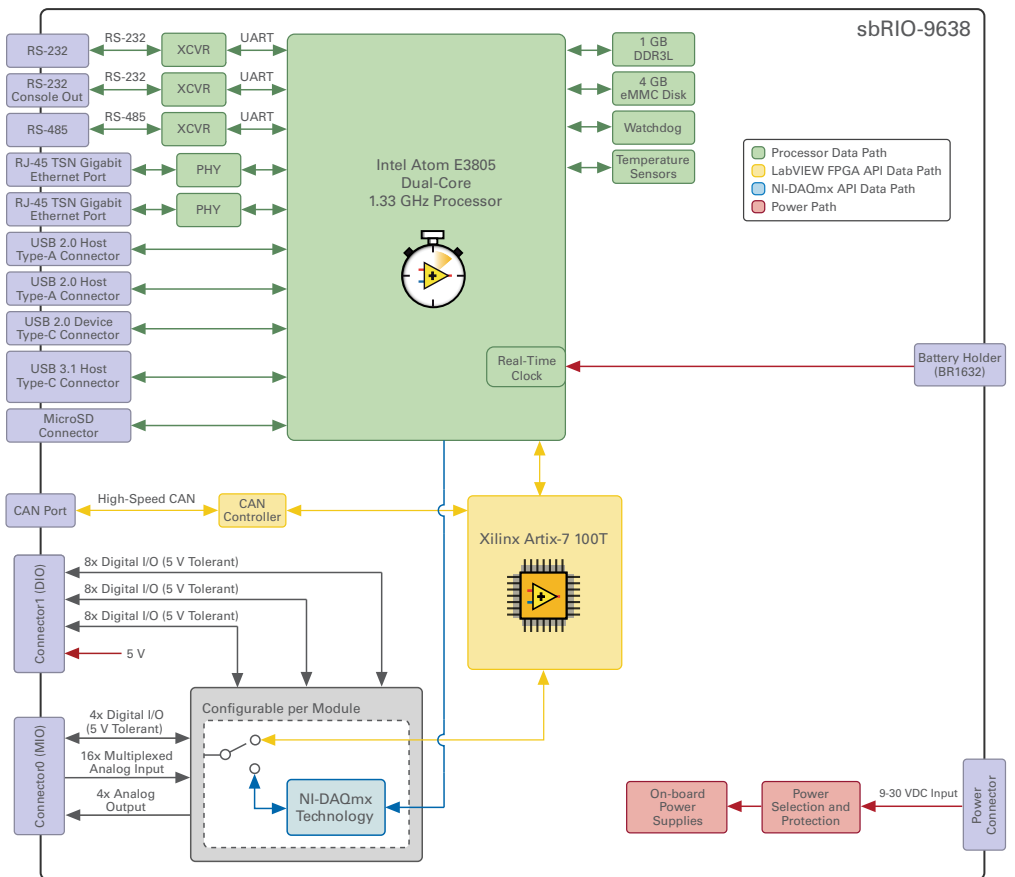 sbRIO-9638
RS-232
RS-232
XCVR
UART
RS-232
Console Out
RS-232
XCVR
UART
RS-485
RS-485
XCVR
UART
RJ-45 TSN Gigabit
Ethernet Port
PHY
RJ-45 TSN Gigabit
Ethernet Port
PHY
USB 2.0 Host
Type-A Connector
USB 2.0 Host
Type-A Connector
USB 2.0 Device
Type-C Connector
USB 3.1 Host
Type-C Connector
MicroSD
Connector
Intel Atom E3805
Dual-Core
1.33 GHz Processor
Real-Time
Clock
1 GB
DDR3L
4 GB
eMMC Disk
Watchdog
Temperature
Sensors
Processor Data Path
LabVIEW FPGA API Data Path
NI-DAQmx API Data Path
Power Path
Battery Holder
(BR1632)
CAN Port
High-Speed CAN
CAN
Controller
Xilinx Artix-7 100T
Connector1 (DIO)
8x Digital I/O (5 V Tolerant)
8x Digital I/O (5 V Tolerant)
8x Digital I/O (5 V Tolerant)
5 V
Connector0 (MIO)
4x Digital I/O
(5 V Tolerant)
16x Multiplexed
Analog Input
4x Analog
Output
Configurable per Module
NI-DAQmx
Technology
On-board
Power
Supplies
Power
Selection and
Protection
9-30 VDC Input
Power
Connector